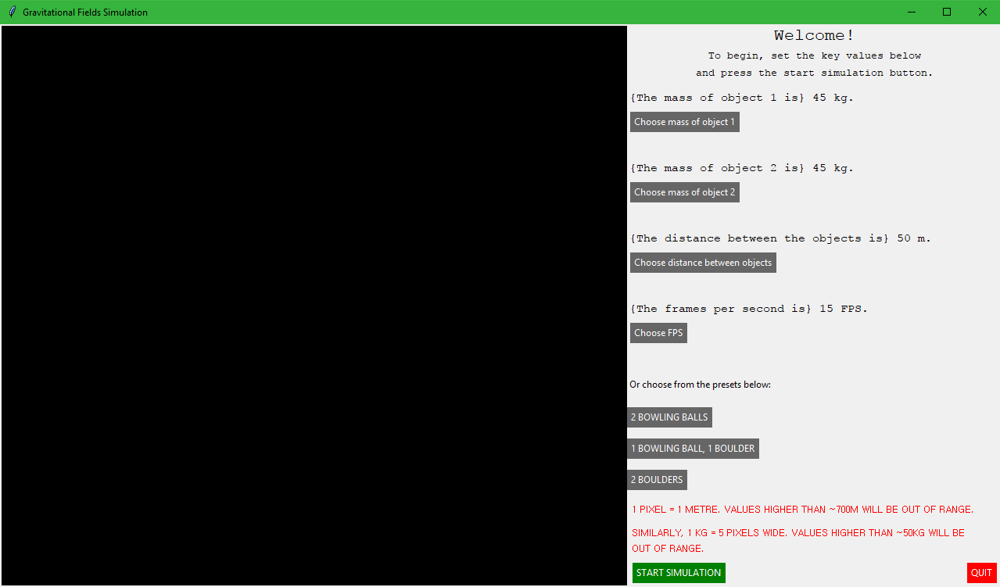 Gravitational Fields Simulation
Welcome!
To begin, set the key values below
and press the start simulation button.
{The mass of object 1 is} 45 kg.
Choose mass of object 1
{The mass of object 2 is} 45 kg.
Choose mass of object 2
{The distance between the objects is} 50 m.
Choose distance between objects
{The frames per second is} 15 FPS.
Choose FPS
Or choose from the presets below:
2 BOWLING BALLS
1 BOWLING BALL, 1 BOULDER
2 BOULDERS
1 PIXEL = 1 METRE. VALUES HIGHER THAN ~700M WILL BE OUT OF RANGE.
SIMILARLY, 1 KG = 5 PIXELS WIDE. VALUES HIGHER THAN ~50KG WILL BE
OUT OF RANGE.
START SIMULATION
QUIT